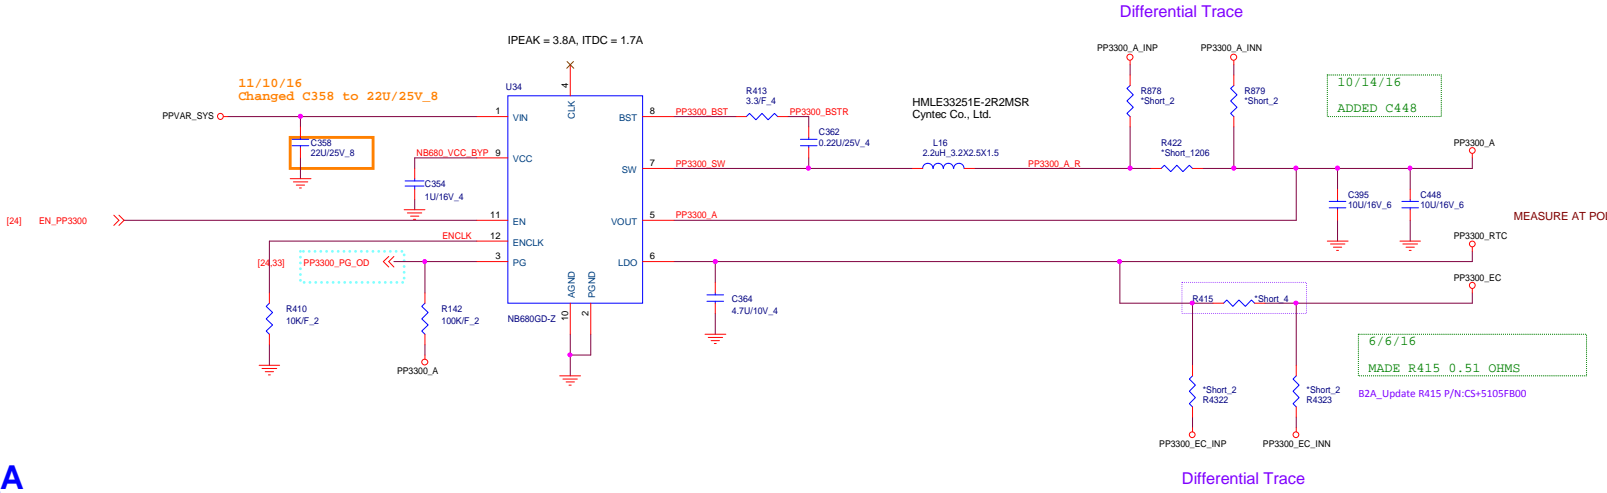 Differential Trace
IPEAK = 3.8A, ITDC = 1.7A
PP3300_A_INP
PP3300_A_INN
11/10/16
Changed C358 to 22U/25V_8
U34
4
CLK
R413
3.3/F_4
HMLE33251E-2R2MSR
Cyntec Co., Ltd.
R878
*Short_2
R879
*Short_2
10/14/16
ADDED C448
PPVAR_SYS
1
VIN
BST
8
PP3300_BST
PP3300_BSTR
C358
22U/25V_8
C362
0.22U/25V_4
L16
2.2uH_3.2X2.5X1.5
R422
*Short_1206
PP3300_A
NB680_VCC_BYP
9
VCC
SW
7
PP3300_SW
PP3300_A_R
C354
1U/16V_4
C395
10U/16V_6
C448
10U/16V_6
[24]
EN_PP3300
11
EN
VOUT
5
PP3300_A
MEASURE AT POI
ENCLK
12
ENCLK
PP3300_RTC
[24,33]
PP3300_PG_OD
3
PG
LDO
6
AGND
PGND
PP3300_EC
R410
10K/F_2
R142
100K/F_2
C364
4.7U/10V_4
R415
*Short_4
NB680GD-Z
10
2
6/6/16
MADE R415 0.51 OHMS
PP3300_A
*Short_2
R4322
*Short_2
R4323
B2A_Update R415 P/N:CS+5105FB00
PP3300_EC_INP
PP3300_EC_INN
A
Differential Trace